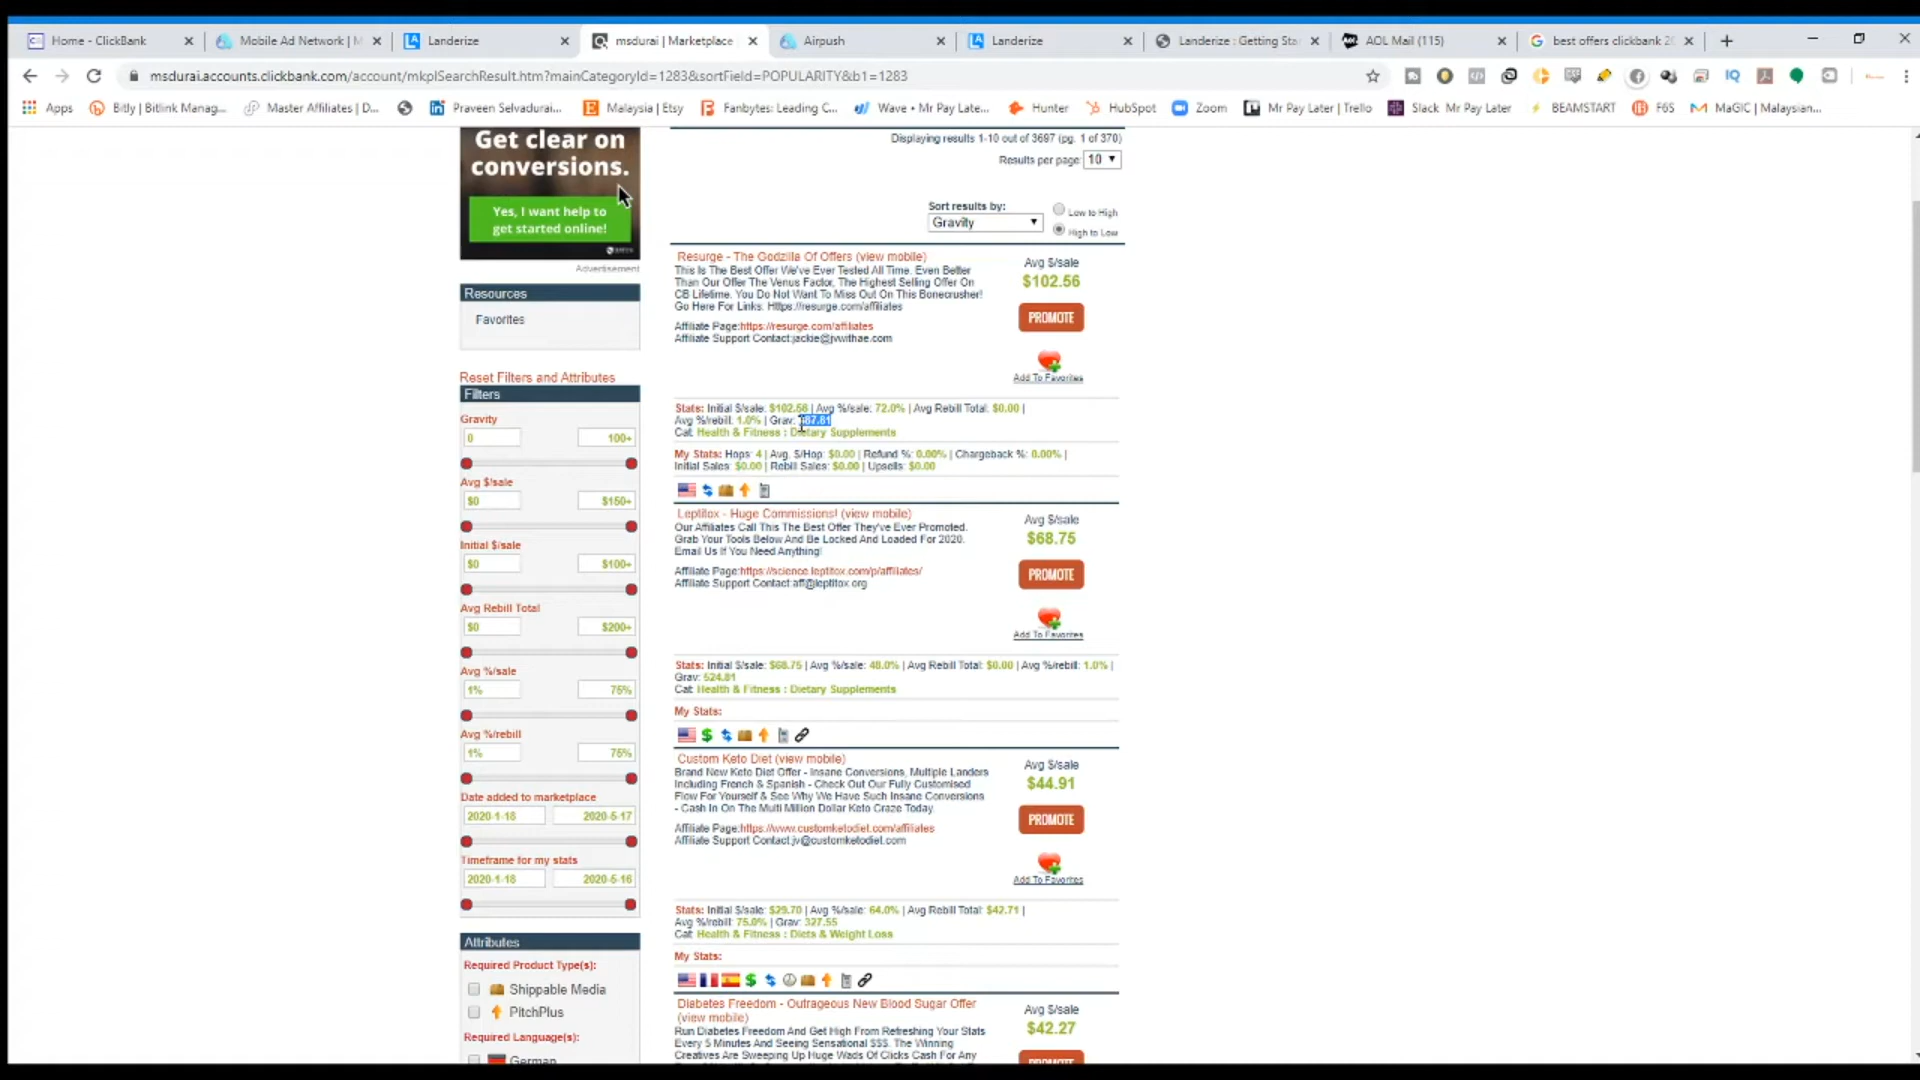 Home - ClickBank
Mobile Ad Network | M
Landerize
msdurai | Marketplace
Airpush
Landerize
Landerize : Getting Sta
AOL Mail (115)
best offers clickbank 20
msdurai.accounts.clickbank.com/account/mkplSearchResult.htm?mainCategoryId=1283&sortField=POPULARITY&b1=1283
Apps
Bitly | Bitlink Manag...
Master Affiliates | D...
Praveen Selvadurai...
Malaysia | Etsy
Fanbytes: Leading C...
Wave • Mr Pay Late...
Hunter
HubSpot
Zoom
Mr Pay Later | Trello
Slack Mr Pay Later
BEAMSTART
F6S
MaGIC | Malaysian...
Get clear on
conversions.
Yes, I want help to
get started online!
Advertisement
Resources
Favorites
Reset Filters and Attributes
Filters
Gravity
0 100+
Avg $/sale
$0 $150+
Initial $/sale
$0 $100+
Avg Rebill Total
$0 $200+
Avg %/sale
1% 75%
Avg %/rebill
1% 75%
Date added to marketplace
2020-1-18 2020-5-17
Timeframe for my stats
2020-1-18 2020-5-16
Attributes
Required Product Type(s):
Shippable Media
PitchPlus
Required Language(s):
German
Displaying results 1-10 out of 3697 (pg. 1 of 370)
Results per page: 10
Sort results by:
Gravity
Low to High
High to Low
Resurge - The Godzilla Of Offers (view mobile)
This Is The Best Offer We've Ever Tested All Time. Even Better
Than Our Offer The Venus Factor, The Highest Selling Offer On
CB Lifetime. You Do Not Want To Miss Out On This Bonecrusher!
Go Here For Links: Https://resurge.com/affiliates
Affiliate Page:https://resurge.com/affiliates
Affiliate Support Contact:jackie@jvwithae.com
Avg $/sale
$102.56
PROMOTE
Add To Favorites
Stats: Initial $/sale: $102.56 | Avg %/sale: 72.0% | Avg Rebill Total: $0.00 |
Avg %/rebill: 1.0% | Grav:
Cat: Health & Fitness : Dietary Supplements
My Stats: Hops: 4 | Avg. $/Hop: $0.00 | Refund %: 0.00% | Chargeback %: 0.00% |
Initial Sales: $0.00 | Rebill Sales: $0.00 | Upsells: $0.00
Leptitox - Huge Commissions! (view mobile)
Our Affiliates Call This The Best Offer They've Ever Promoted.
Grab Your Tools Below And Be Locked And Loaded For 2020.
Email Us If You Need Anything!
Affiliate Page:https://science.leptitox.com/p/affiliates/
Affiliate Support Contact:aff@leptitox.org
Avg $/sale
$68.75
PROMOTE
Add To Favorites
Stats: Initial $/sale: $68.75 | Avg %/sale: 48.0% | Avg Rebill Total: $0.00 | Avg %/rebill: 1.0% |
Grav: 524.81
Cat: Health & Fitness : Dietary Supplements
My Stats:
Custom Keto Diet (view mobile)
Brand New Keto Diet Offer - Insane Conversions, Multiple Landers
Including French & Spanish - Check Out Our Fully Customised
Flow For Yourself & See Why We Have Such Insane Conversions
- Cash In On The Multi Million Dollar Keto Craze Today.
Affiliate Page:https://www.customketodiet.com/affiliates
Affiliate Support Contact:jv@customketodiet.com
Avg $/sale
$44.91
PROMOTE
Add To Favorites
Stats: Initial $/sale: $29.70 | Avg %/sale: 64.0% | Avg Rebill Total: $42.71 |
Avg %/rebill: 75.0% | Grav: 327.55
Cat: Health & Fitness : Diets & Weight Loss
My Stats:
Diabetes Freedom - Outrageous New Blood Sugar Offer
(view mobile)
Run Diabetes Freedom And Get High From Refreshing Your Stats
Every 5 Minutes And Seeing Sensational $$$. The Winning
Creatives Are Sweeping Up Huge Wads Of Clicks Cash For Any
Avg $/sale
$42.27
PROMOTE